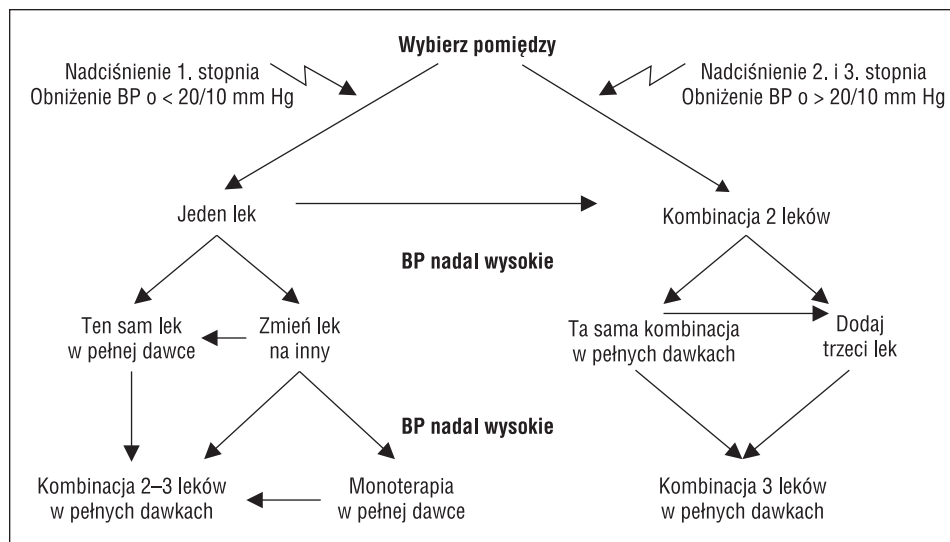 Wybierz pomiędzy
Nadciśnienie 1. stopnia
Obniżenie BP o < 20/10 mm Hg
Nadciśnienie 2. i 3. stopnia
Obniżenie BP o > 20/10 mm Hg
Jeden lek
Kombinacja 2 leków
BP nadal wysokie
Ten sam lek
w pełnej dawce
Zmień lek
na inny
Ta sama kombinacja
w pełnych dawkach
Dodaj
trzeci lek
BP nadal wysokie
Kombinacja 2–3 leków
w pełnych dawkach
Monoterapia
w pełnej dawce
Kombinacja 3 leków
w pełnych dawkach